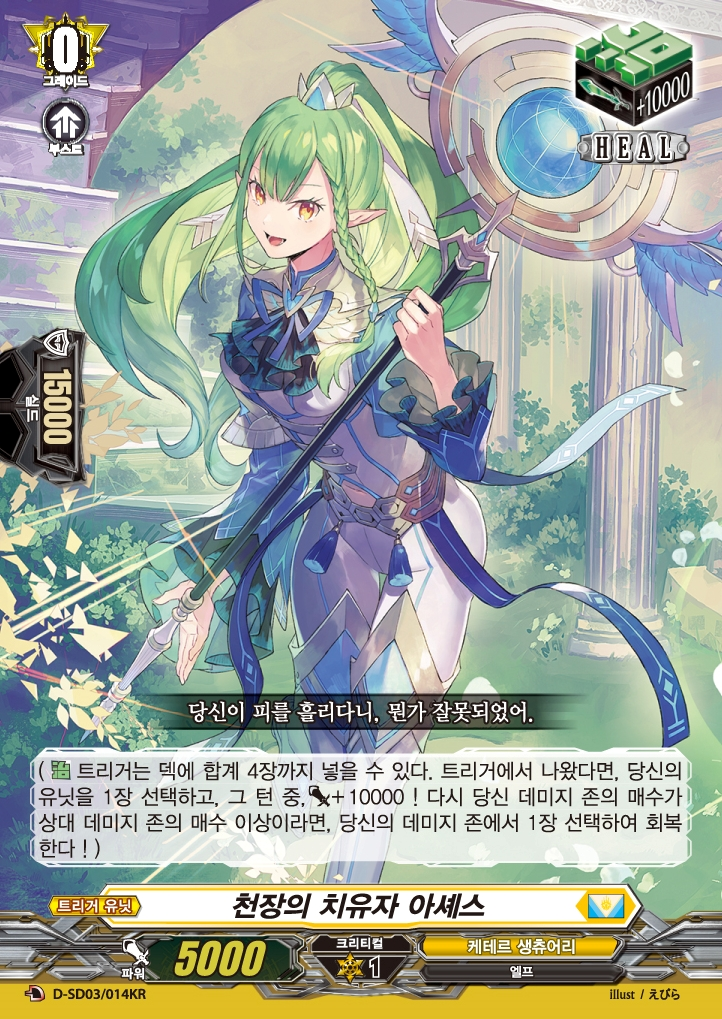 0
그레이드
부스트
治
+10000
HEAL
15000
실드
당신이 피를 흘리다니, 뭔가 잘못되었어.
( 治 트리거는 덱에 합계 4장까지 넣을 수 있다. 트리거에서 나왔다면, 당신의
유닛을 1장 선택하고, 그 턴 중, +10000 ! 다시 당신 데미지 존의 매수가
상대 데미지 존의 매수 이상이라면, 당신의 데미지 존에서 1장 선택하여 회복
한다 ! )
트리거 유닛
천장의 치유자 아셰스
파워
5000
크리티컬
1
케테르 생츄어리
엘프
D-SD03/014KR
illust / えびら